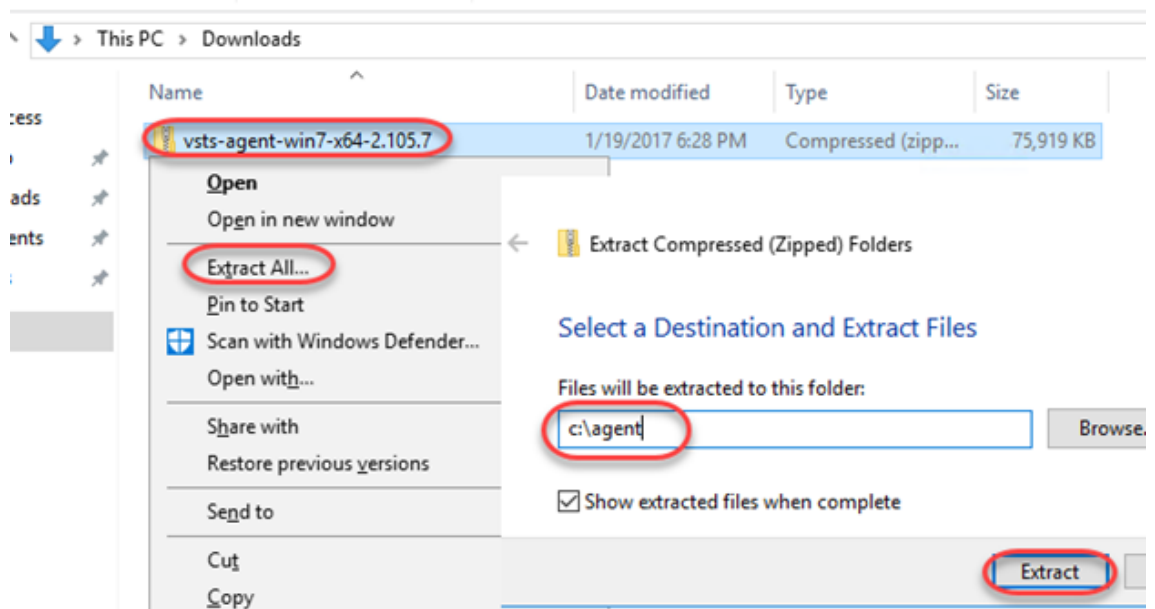 This PC > Downloads
Name Date modified Type Size
cess
vsts-agent-win7-x64-2.105.7 1/19/2017 6:28 PM Compressed (zipp... 75,919 KB
ads
ents
Open
Open in new window
Extract All...
Pin to Start
Scan with Windows Defender...
Open with...
Share with
Restore previous versions
Send to
Cut
Copy
Extract Compressed (Zipped) Folders
Select a Destination and Extract Files
Files will be extracted to this folder:
c:\agent
Browse.
Show extracted files when complete
Extract